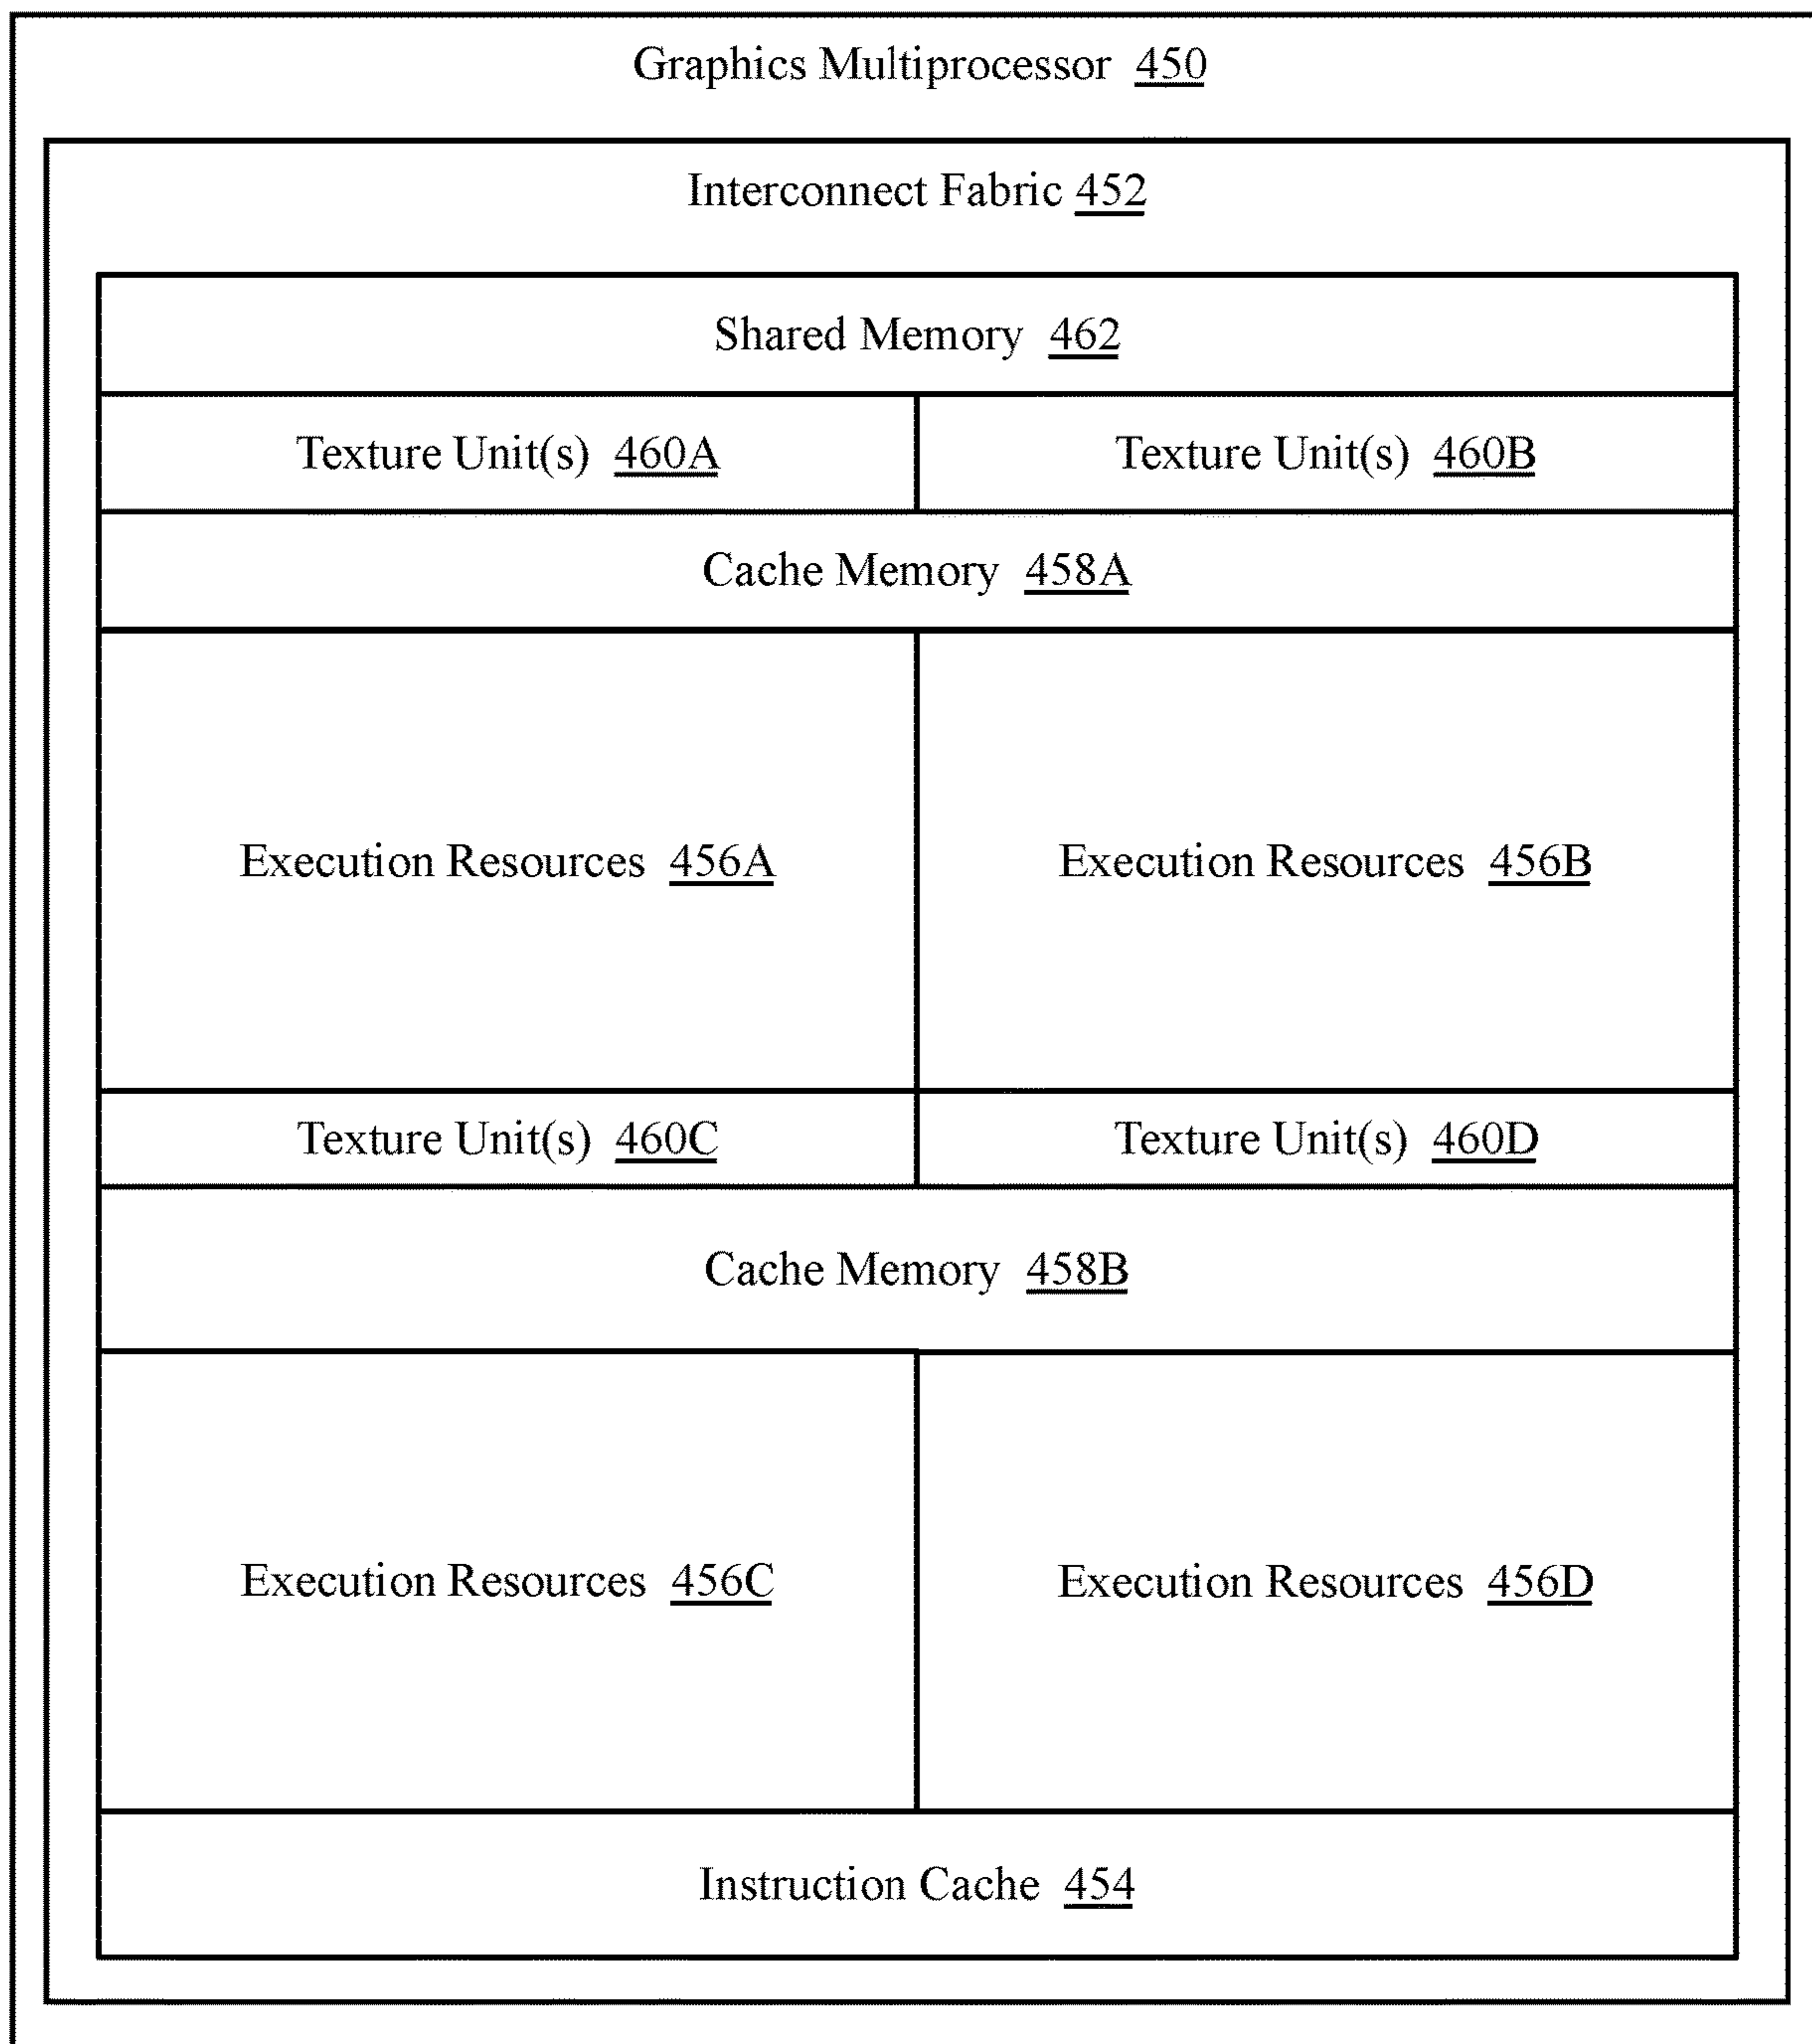 Graphics Multiprocessor 450
Interconnect Fabric 452
Shared Memory 462
Texture Unit(s) 460A
Texture Unit(s) 460B
Cache Memory 458A
Execution Resources 456A
Execution Resources 456B
Texture Unit(s) 460C
Texture Unit(s) 460D
Cache Memory 458B
Execution Resources 456C
Execution Resources 456D
Instruction Cache 454